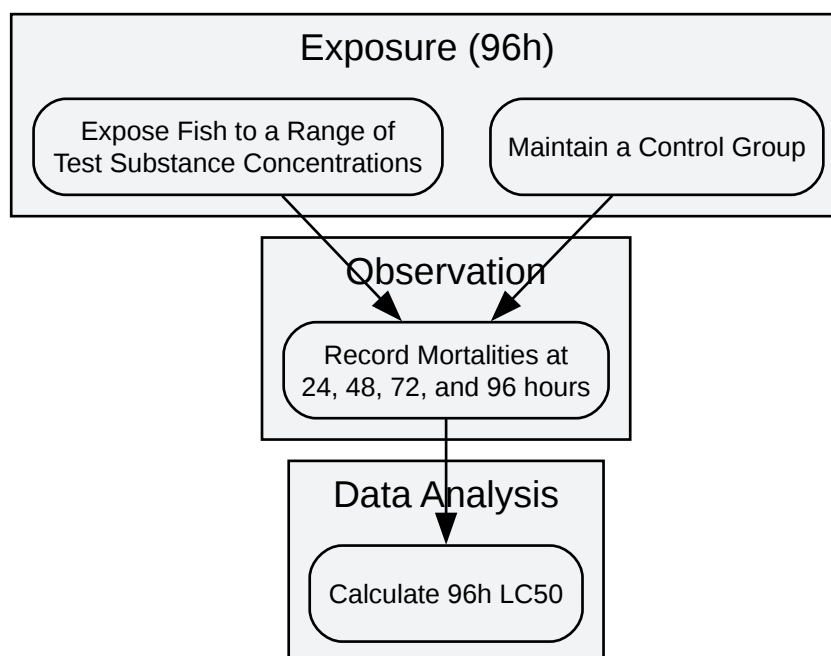 Exposure (96h)
Expose Fish to a Range of
Test Substance Concentrations
Maintain a Control Group
Observation
Record Mortalities at
24, 48, 72, and 96 hours
Data Analysis
Calculate 96h LC50